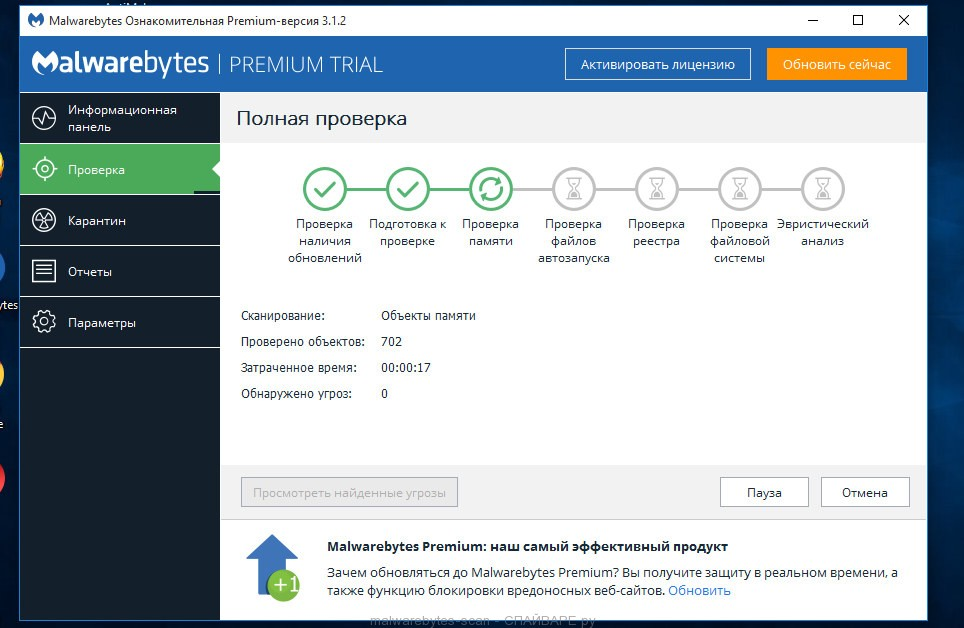 Malwarebytes Ознакомительная Premium-версия 3.1.2
Malwarebytes | PREMIUM TRIAL
Активировать лицензию
Обновить сейчас
Информационная
панель
Проверка
Карантин
Отчеты
Параметры
Полная проверка
Проверка
наличия
обновлений
Подготовка к
проверке
Проверка
памяти
Проверка
файлов
автозапуска
Проверка
реестра
Проверка
файловой
системы
Эвристический
анализ
Сканирование: Объекты памяти
Проверено объектов: 702
Затраченное время: 00:00:17
Обнаружено угроз: 0
Просмотреть найденные угрозы
Пауза
Отмена
+1
Malwarebytes Premium: наш самый эффективный продукт
Зачем обновляться до Malwarebytes Premium? Вы получите защиту в реальном времени, а
также функцию блокировки вредоносных веб-сайтов. Обновить
malwarebytes-scan - СПАЙВАРЕ ру